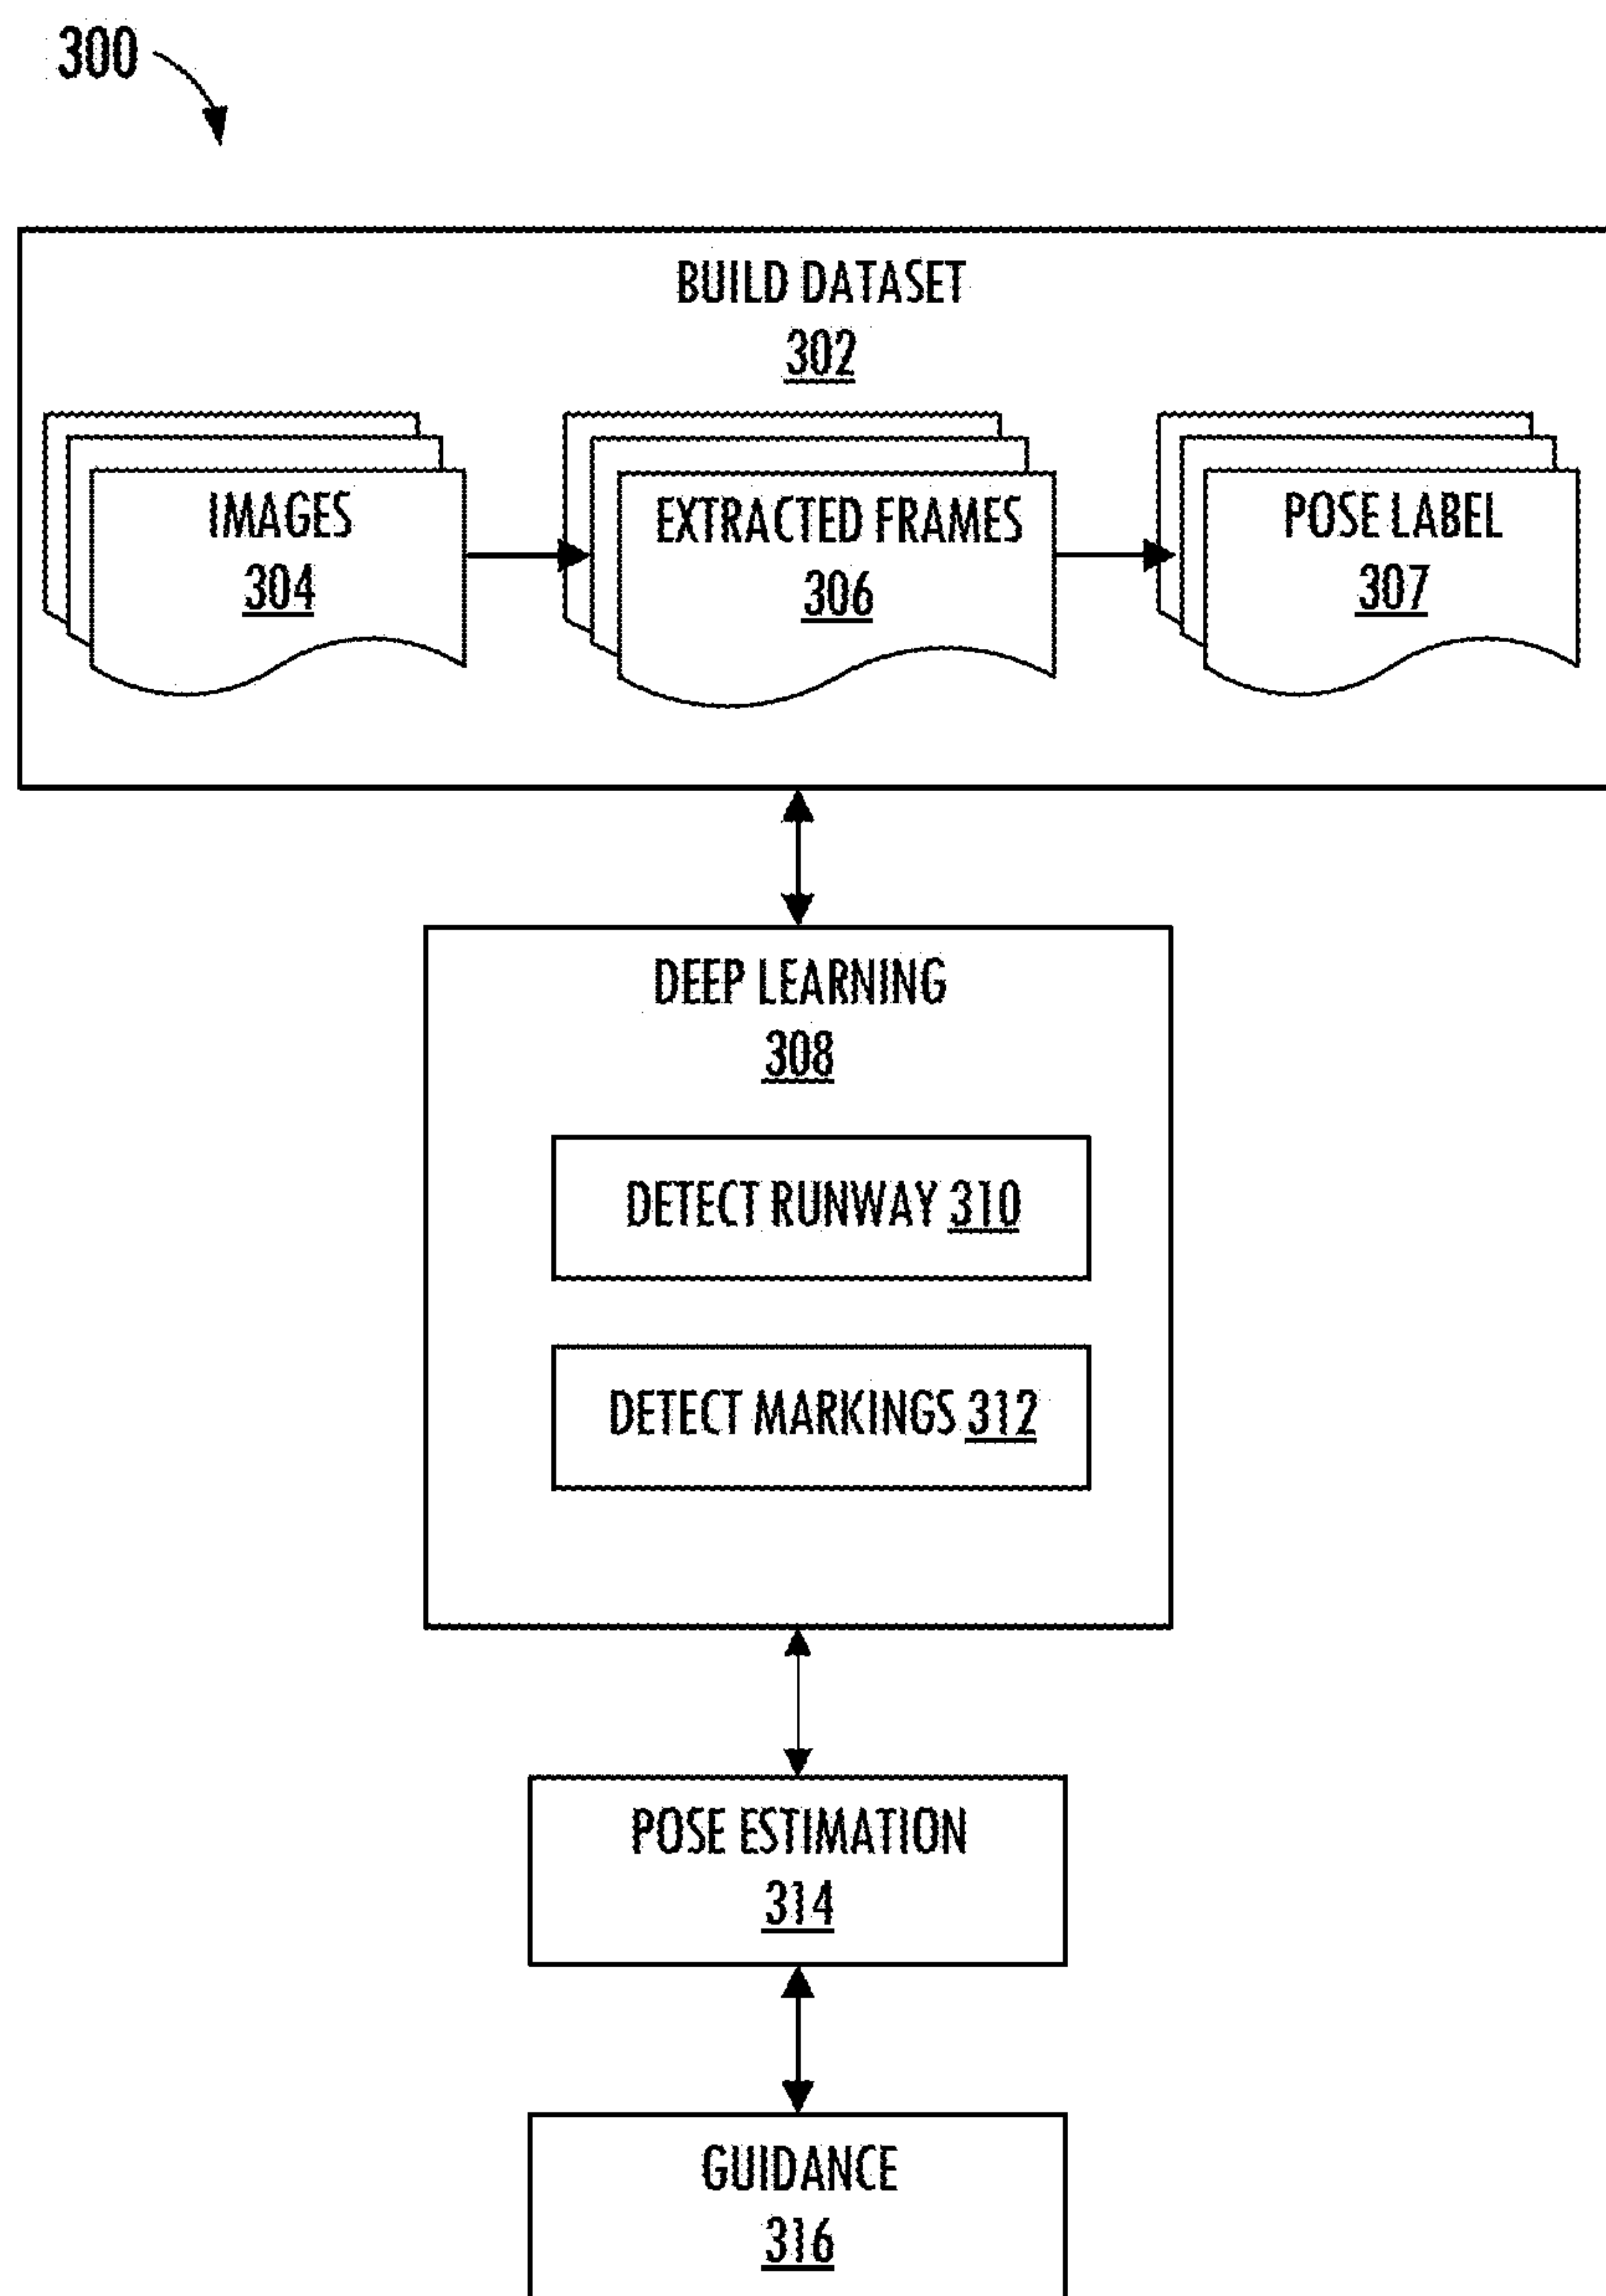 300
BUILD DATASET
302
IMAGES
304
EXTRACTED FRAMES
306
POSE LABEL
307
DEEP LEARNING
308
DETECT RUNWAY 310
DETECT MARKINGS 312
POSE ESTIMATION
314
GUIDANCE
316